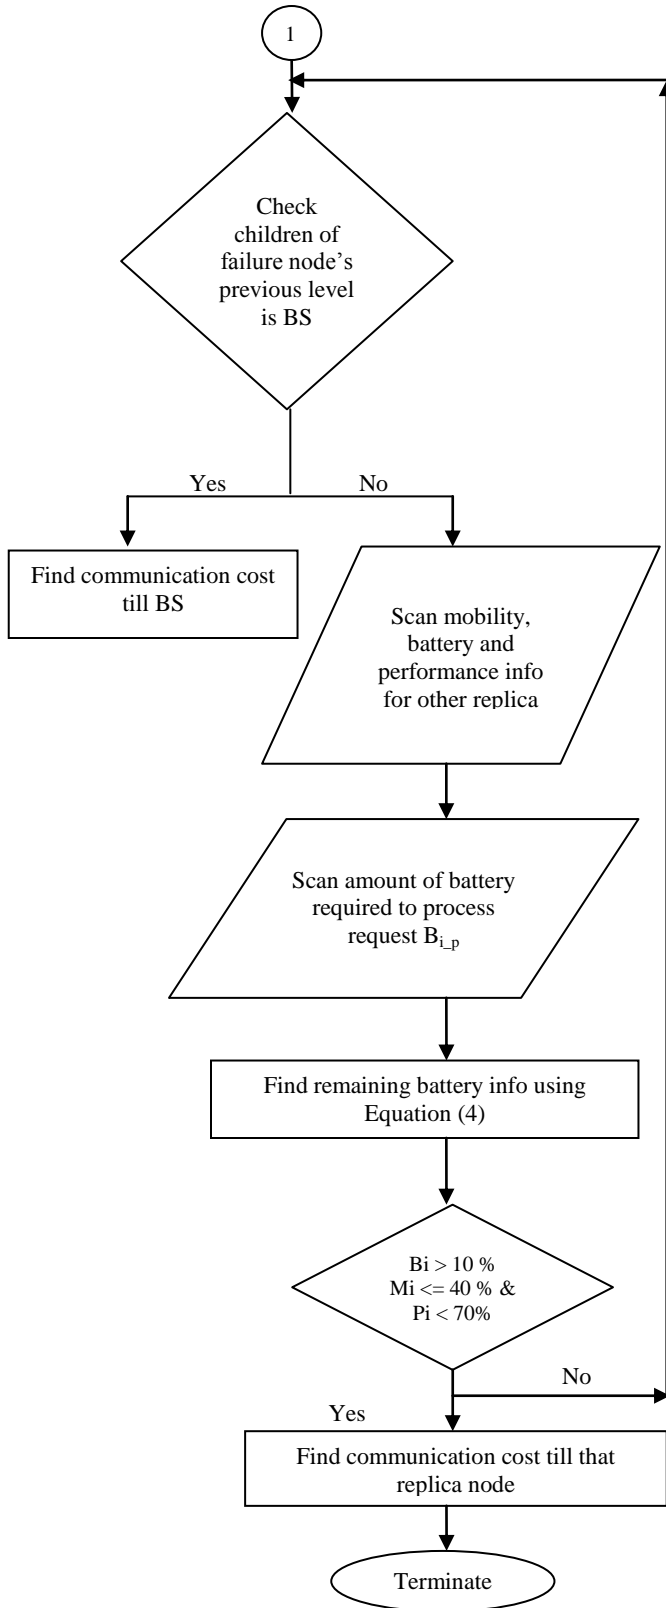 1
Check
children of
failure node’s
previous level
is BS
Yes
No
Find communication cost
till BS
Scan mobility,
battery and
performance info
for other replica
Scan amount of battery
required to process
request B_{i_p}
Find remaining battery info using
Equation (4)
Bi > 10 %
Mi <= 40 % &
Pi < 70%
No
Yes
Find communication cost till that
replica node
Terminate